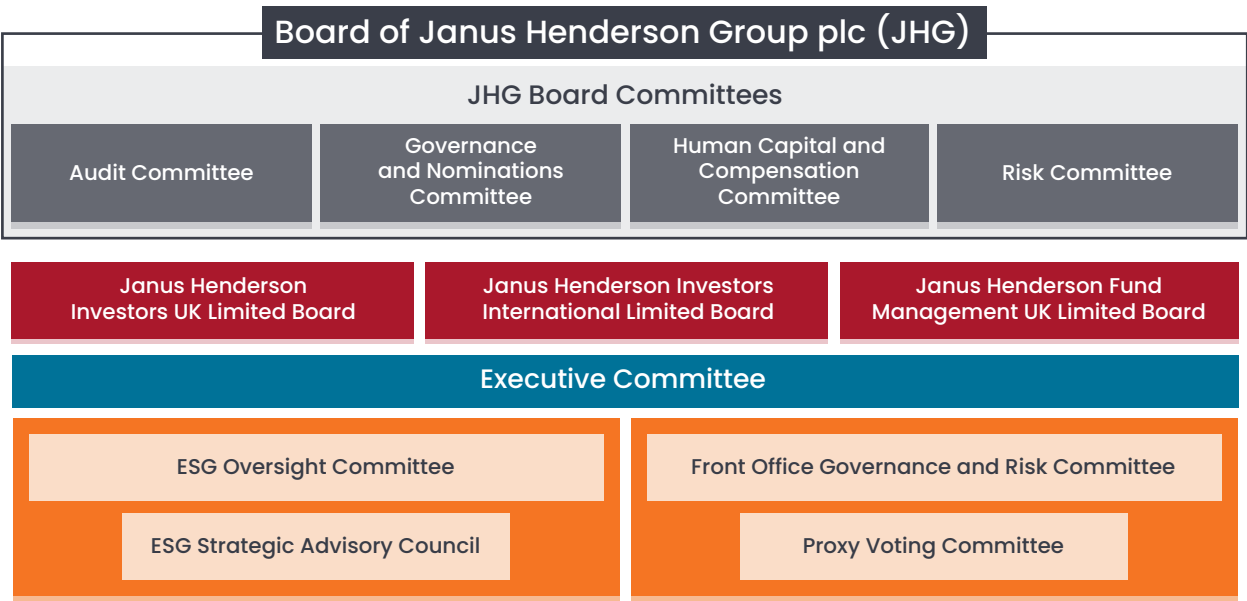 Board of Janus Henderson Group plc (JHG)
JHG Board Committees
Audit Committee
Governance
and Nominations
Committee
Human Capital and
Compensation
Committee
Risk Committee
Janus Henderson
Investors UK Limited Board
Janus Henderson Investors
International Limited Board
Janus Henderson Fund
Management UK Limited Board
Executive Committee
ESG Oversight Committee
ESG Strategic Advisory Council
Front Office Governance and Risk Committee
Proxy Voting Committee